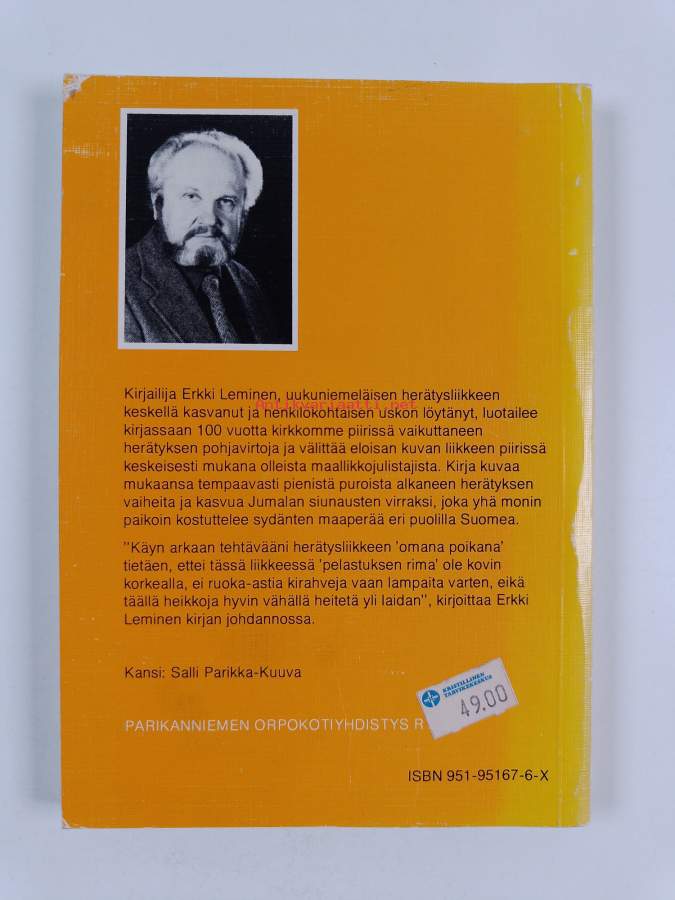 Kirjailija Erkki Leminen, uukuniemeläisen herätysliikkeen
keskellä kasvanut ja henkilökohtaisen uskon löytänyt, luotailee
Antikvariaatti.net
kirjassaan 100 vuotta kirkkomme piirissä vaikuttaneen
herätyksen pohjavirtoja ja välittää eloisan kuvan liikkeen piirissä
keskeisesti mukana olleista maallikkojulistajista. Kirja kuvaa
mukaansa tempaavasti pienistä puroista alkaneen herätyksen
vaiheita ja kasvua Jumalan siunausten virraksi, joka yhä monin
paikoin kostuttelee sydänten maaperää eri puolilla Suomea.
”Käyn arkaan tehtävääni herätysliikkeen ’omana poikana’
tietäen, ettei tässä liikkeessä ’pelastuksen rima’ ole kovin
korkealla, ei ruoka-astia kirahveja vaan lampaita varten, eikä
täällä heikkoja hyvin vähällä heitetä yli laidan”, kirjoittaa Erkki
Leminen kirjan johdannossa.
Kansi: Salli Parikka-Kuuva
KRISTILLINEN
TARVIKEKESKUS
49.00
PARIKANNIEMEN ORPOKOTIYHDISTYS R
ISBN 951-95167-6-X